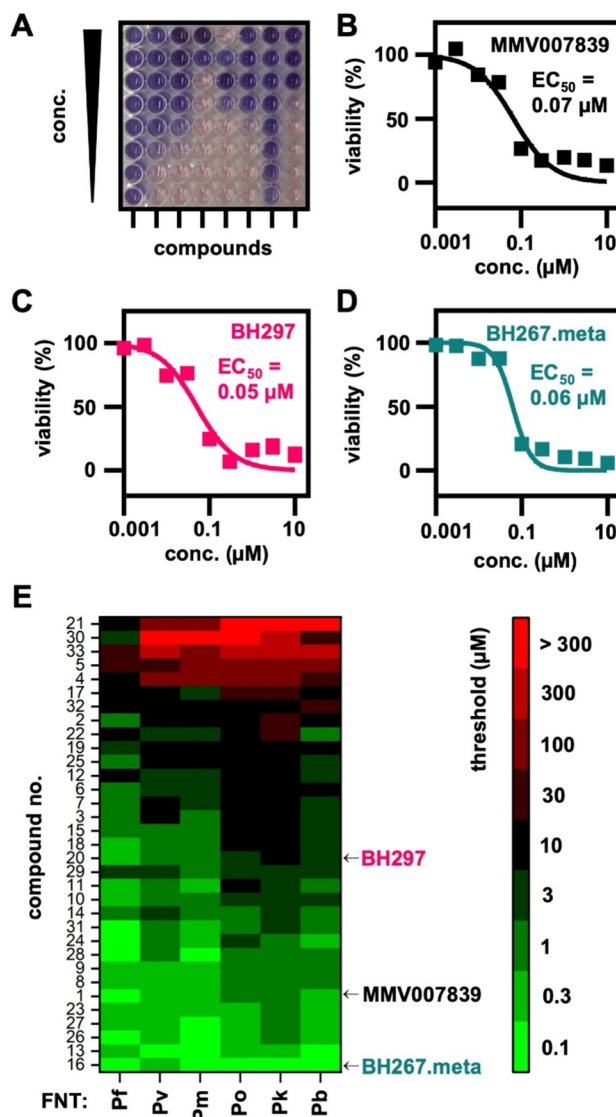 A
conc.
compounds
B
MMV007839
EC50 =
0.07 µM
viability (%)
100
50
0
0.001
0.1
10
conc. (µM)
C
BH297
EC50 =
0.05 µM
viability (%)
100
50
0
0.001
0.1
10
conc. (µM)
D
BH267.meta
EC50 =
0.06 µM
viability (%)
100
50
0
0.001
0.1
10
conc. (µM)
E
compound no.
21
30
33
5
4
17
32
2
22
19
25
12
6
7
3
15
18
20
29
11
10
14
31
24
28
9
8
1
23
27
26
13
16
←BH297
←MMV007839
←BH267.meta
FNT:
Pf
Pv
Pm
Po
Pk
Pb
threshold (µM)
> 300
300
100
30
10
3
1
0.3
0.1